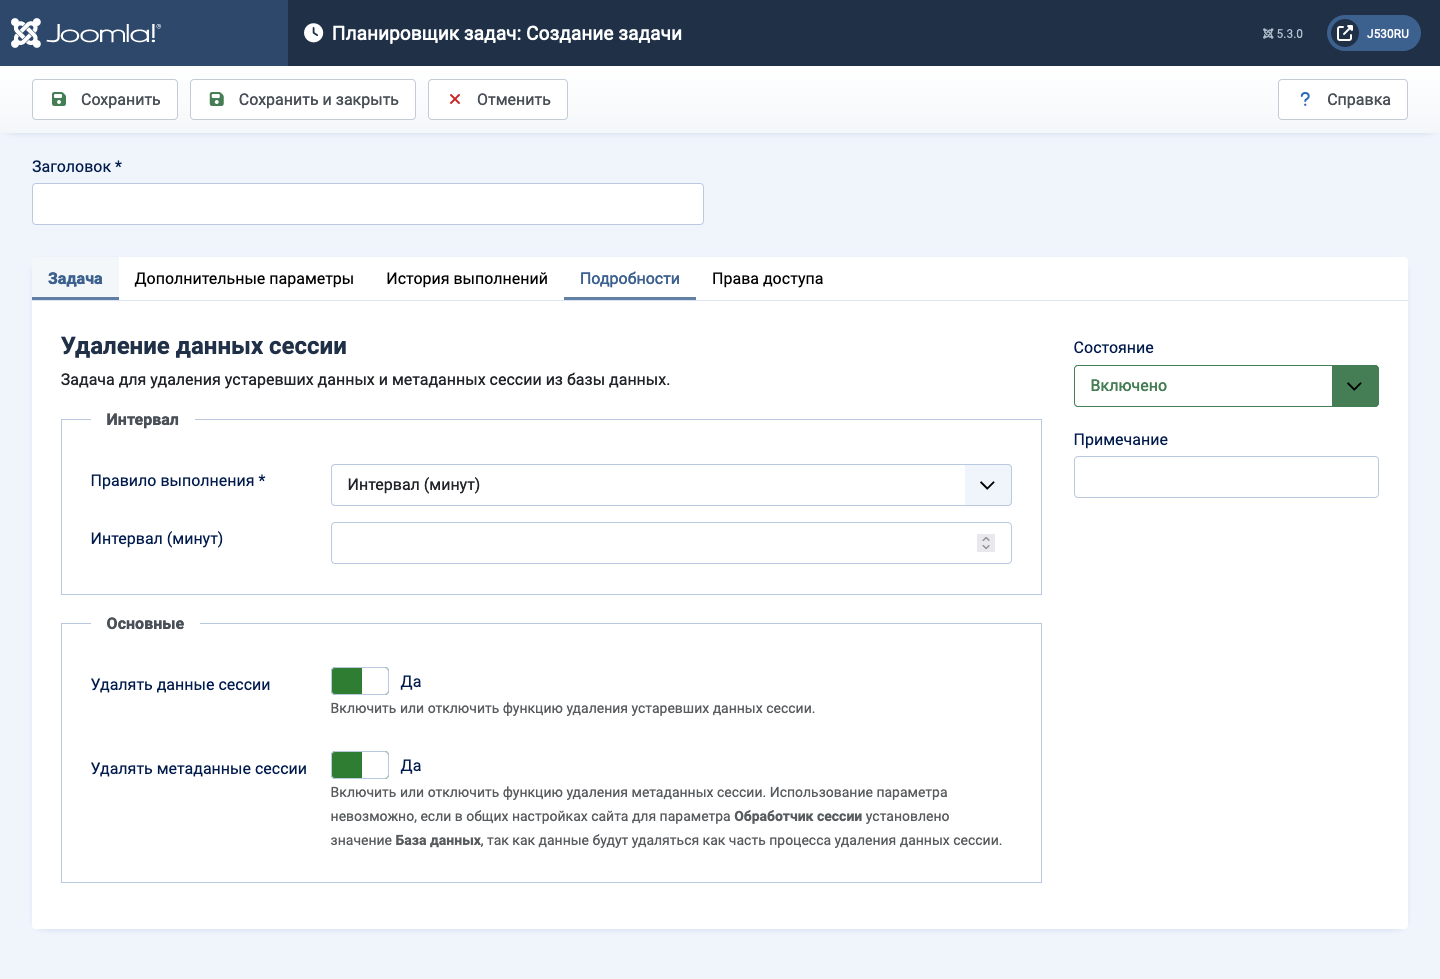 Joomla!®
Планировщик задач: Создание задачи
5.3.0
J530RU
Сохранить
Сохранить и закрыть
Отменить
? Справка
Заголовок *
Задача
Дополнительные параметры
История выполнений
Подробности
Права доступа
Удаление данных сессии
Задача для удаления устаревших данных и метаданных сессии из базы данных.
Интервал
Правило выполнения *
Интервал (минут)
Интервал (минут)
Основные
Удалять данные сессии
Да
Включить или отключить функцию удаления устаревших данных сессии.
Удалять метаданные сессии
Да
Включить или отключить функцию удаления метаданных сессии. Использование параметра
невозможно, если в общих настройках сайта для параметра Обработчик сессии установлено
значение База данных, так как данные будут удаляться как часть процесса удаления данных сессии.
Состояние
Включено
Примечание